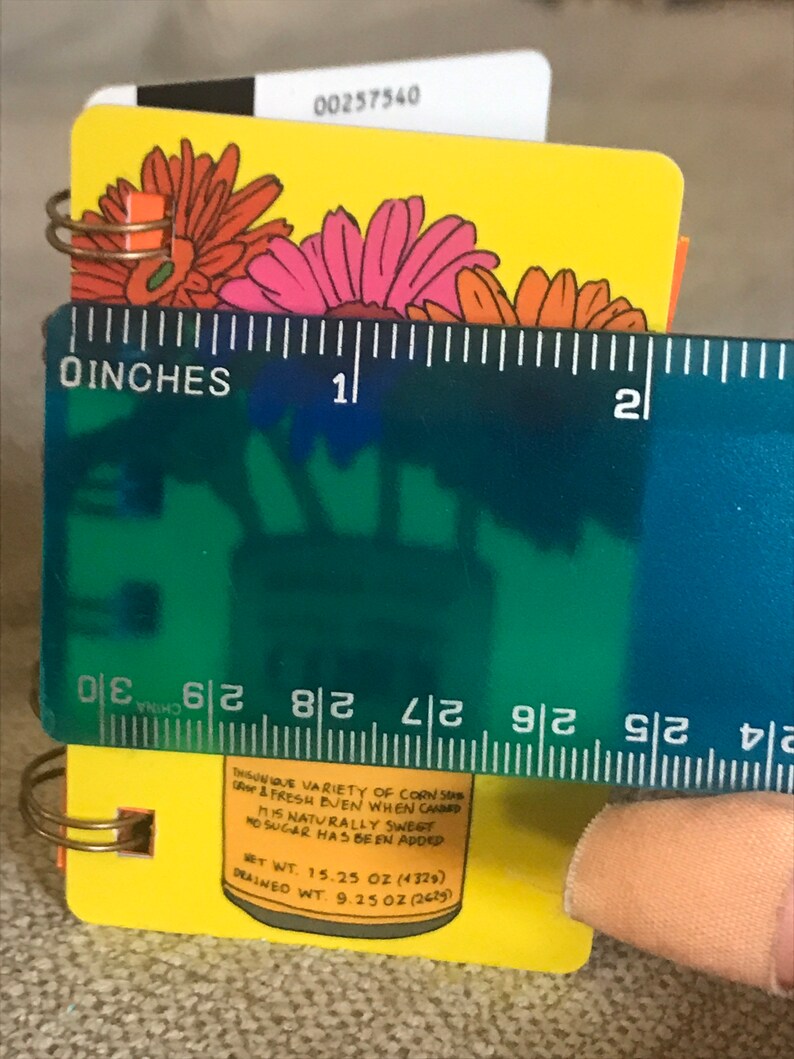 00257540
0 INCHES 1 2
30 29 28 27 26 25 24
CHINA
THIS UNIQUE VARIETY OF CORN STAYS
CRISP & FRESH EVEN WHEN CANNED
IT IS NATURALLY SWEET
NO SUGAR HAS BEEN ADDED
NET WT. 15.25 OZ (432g)
DRAINED WT. 9.25 OZ (262g)